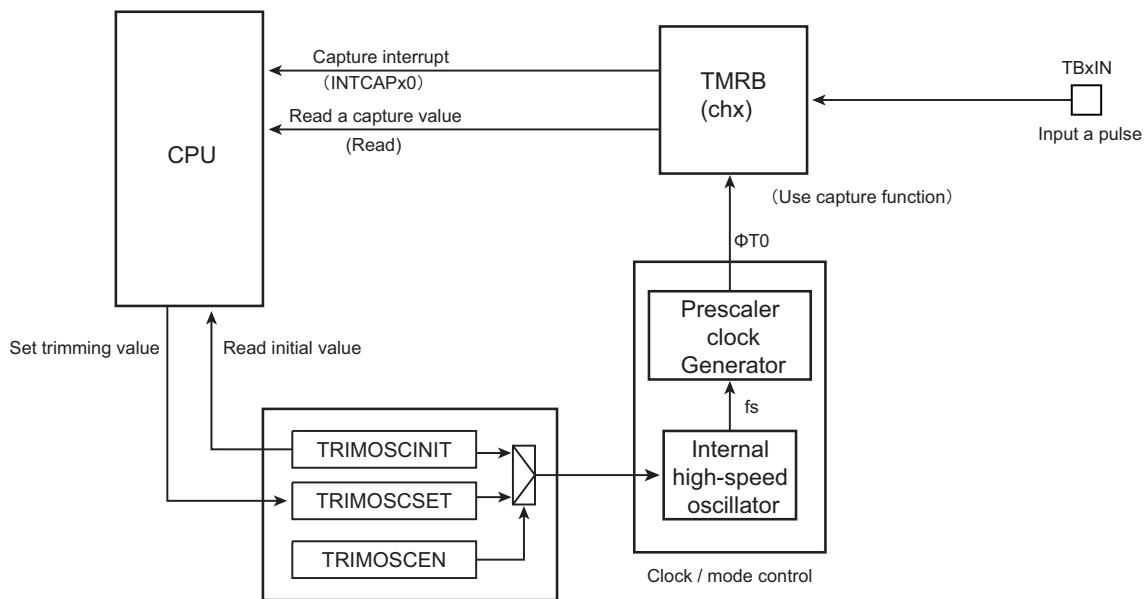 Capture interrupt
（INTCAPx0）
Read a capture value
(Read)
CPU
TMRB
(chx)
TBxIN
Input a pulse
（Use capture function）
ΦT0
Prescaler
clock
Generator
fs
Internal
high-speed
oscillator
Clock / mode control
Set trimming value
Read initial value
TRIMOSCINIT
TRIMOSCSET
TRIMOSCEN